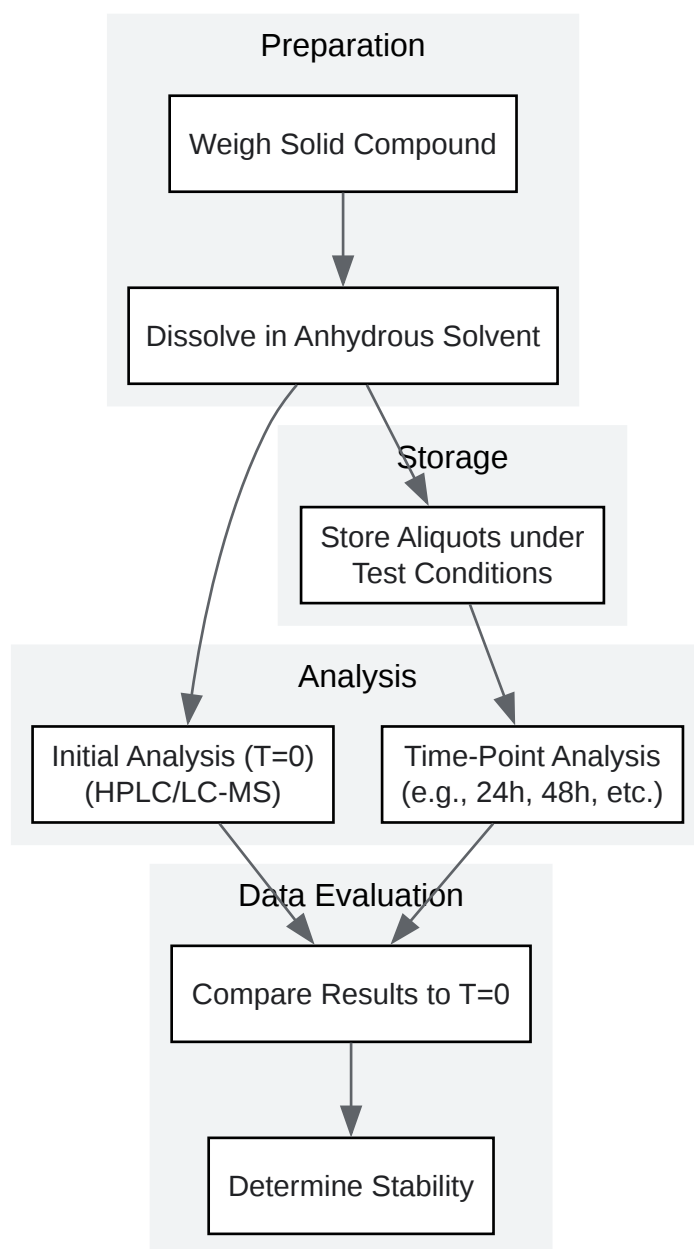 Preparation
Weigh Solid Compound
Dissolve in Anhydrous Solvent
Storage
Store Aliquots under
Test Conditions
Analysis
Initial Analysis (T=0)
(HPLC/LC-MS)
Time-Point Analysis
(e.g., 24h, 48h, etc.)
Data Evaluation
Compare Results to T=0
Determine Stability